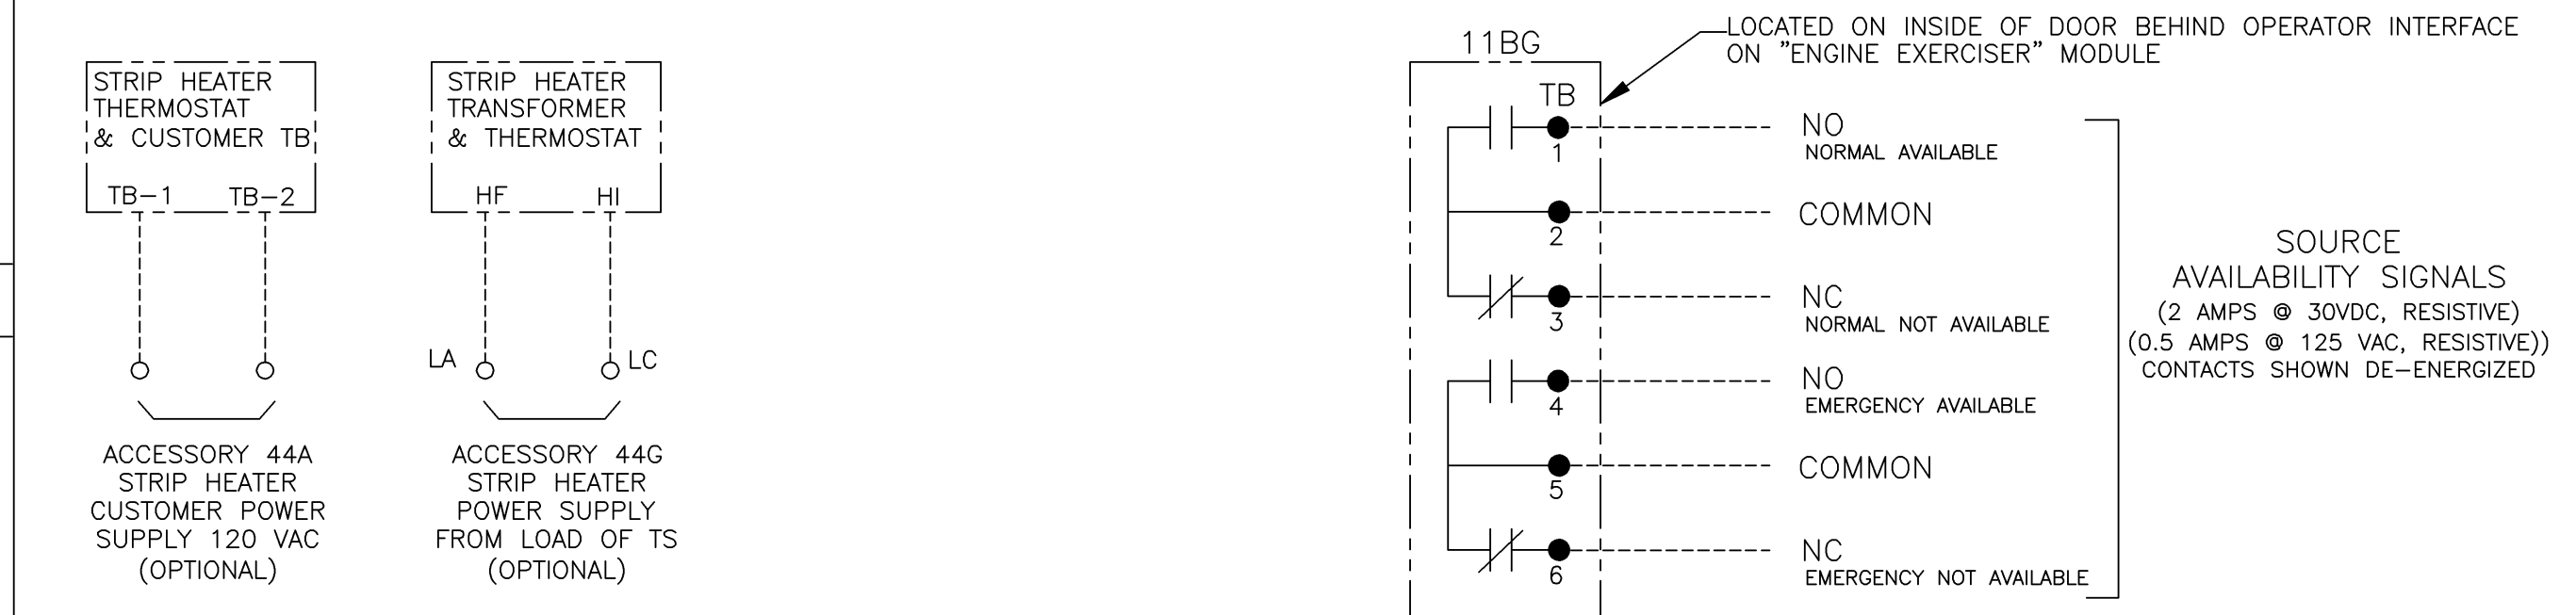 STRIP HEATER
THERMOSTAT
& CUSTOMER TB
TB-1 TB-2
ACCESSORY 44A
STRIP HEATER
CUSTOMER POWER
SUPPLY 120 VAC
(OPTIONAL)
STRIP HEATER
TRANSFORMER
& THERMOSTAT
HF HI
LA LC
ACCESSORY 44G
STRIP HEATER
POWER SUPPLY
FROM LOAD OF TS
(OPTIONAL)
11BG
LOCATED ON INSIDE OF DOOR BEHIND OPERATOR INTERFACE
ON "ENGINE EXERCISER" MODULE
TB
1
NO
NORMAL AVAILABLE
2
COMMON
3
NC
NORMAL NOT AVAILABLE
4
NO
EMERGENCY AVAILABLE
5
COMMON
6
NC
EMERGENCY NOT AVAILABLE
SOURCE
AVAILABILITY SIGNALS
(2 AMPS @ 30VDC, RESISTIVE)
(0.5 AMPS @ 125 VAC, RESISTIVE))
CONTACTS SHOWN DE-ENERGIZED